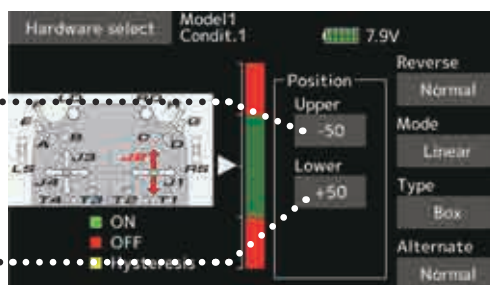 Hardware select
Model1
Condit.1
7.9V
Position
Upper
-50
Lower
+50
Reverse
Normal
Mode
Linear
Type
Box
Alternate
Normal
E
G
A
B
C
D
LS
J3
J2
RS
J4
J1
T4
T3
T2
T1
ON
OFF
Hysteresis